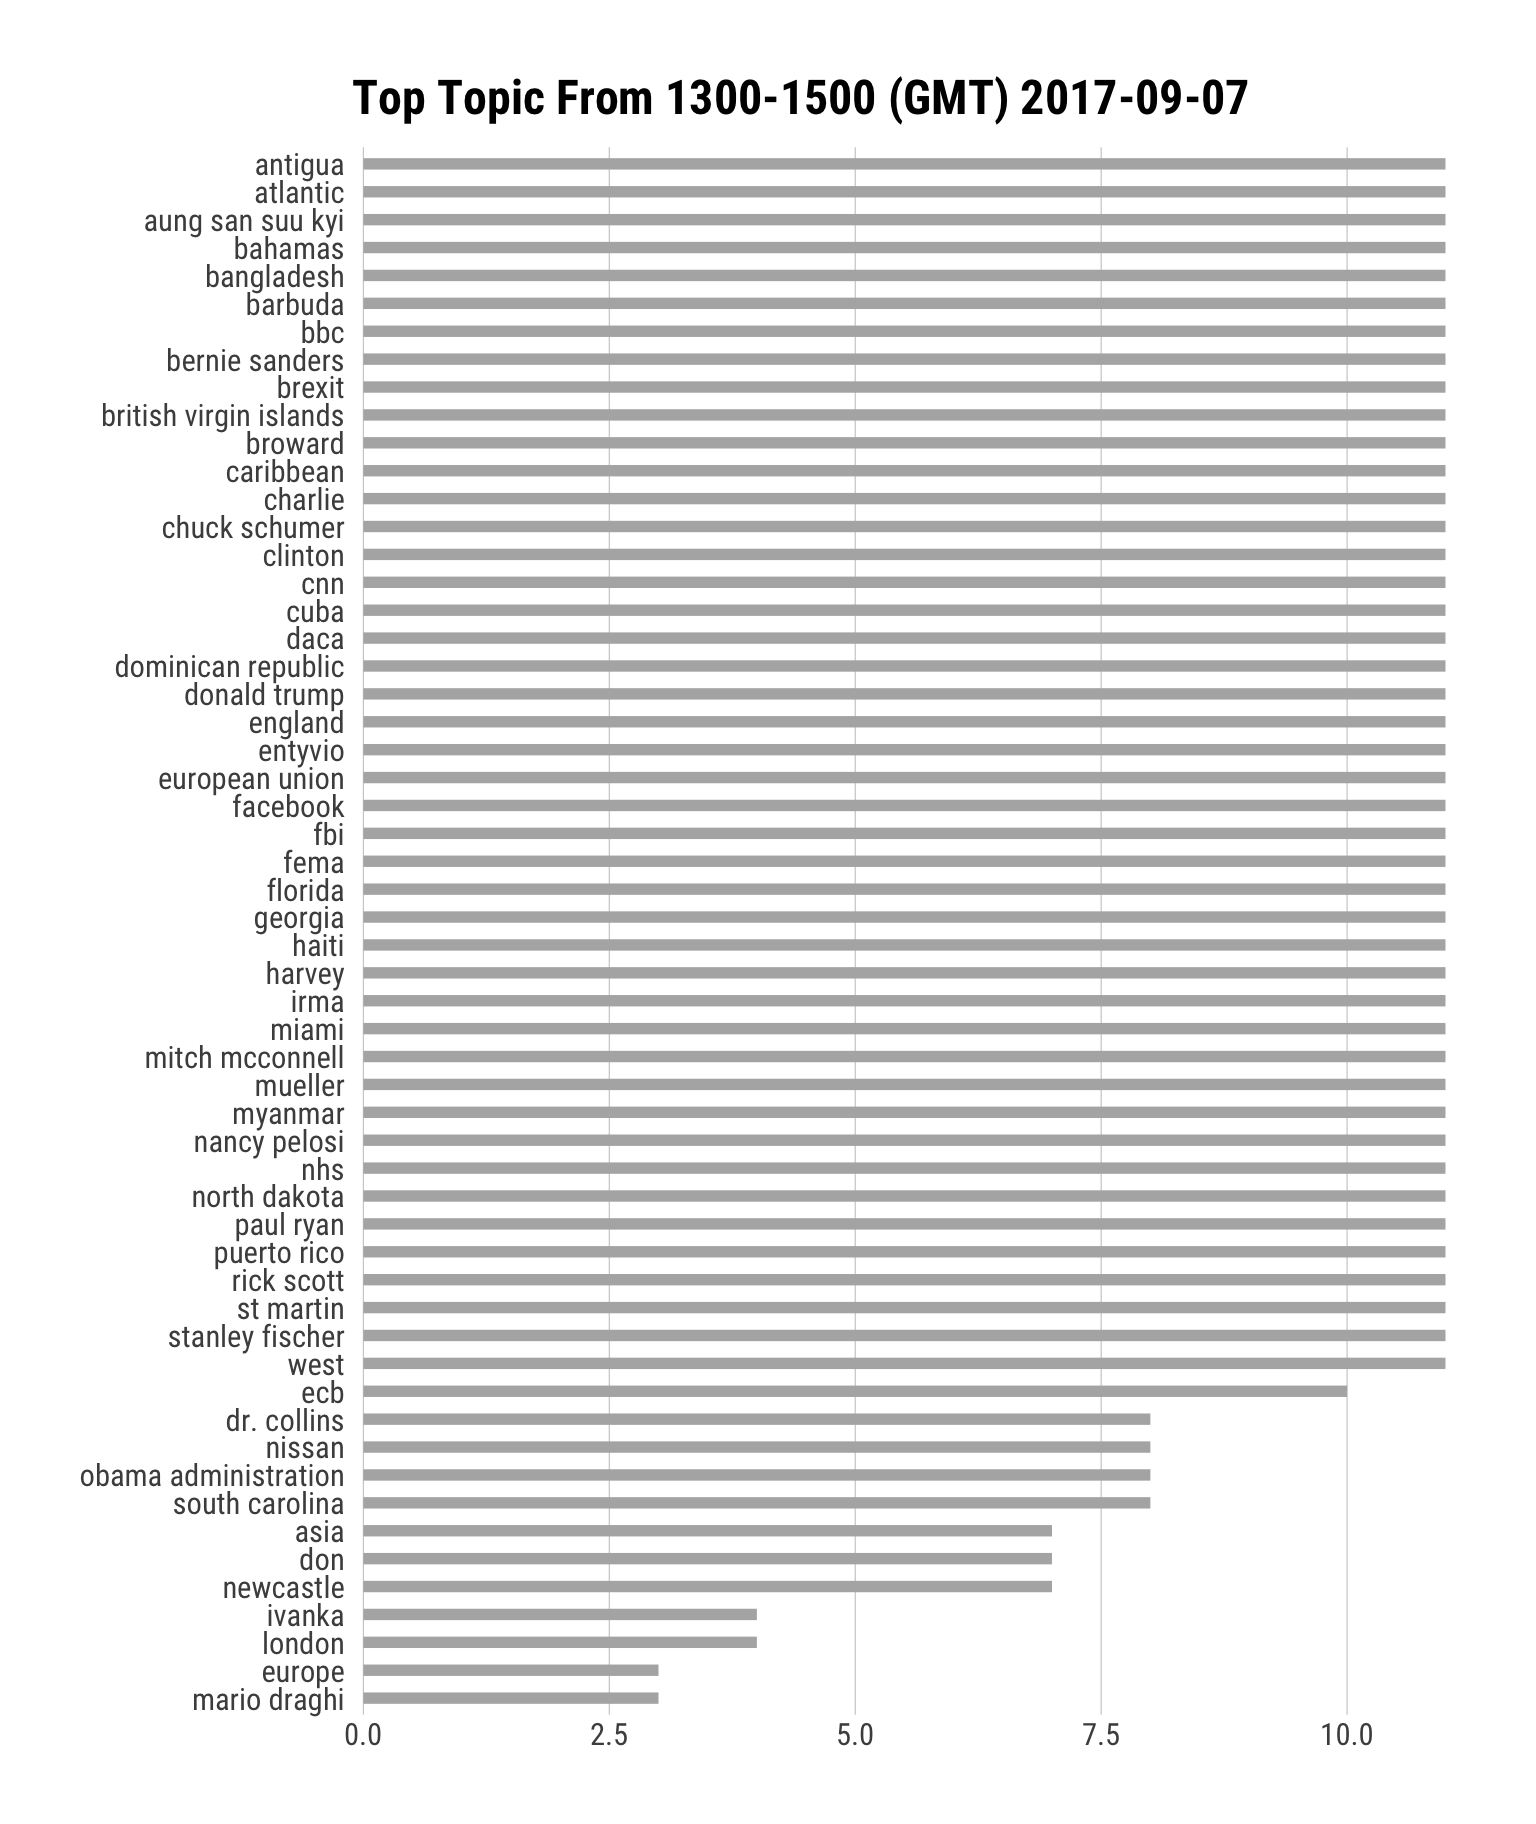 Top Topic From 1300-1500 (GMT) 2017-09-07
antigua
atlantic
aung san suu kyi
bahamas
bangladesh
barbuda
bbc
bernie sanders
brexit
british virgin islands
broward
caribbean
charlie
chuck schumer
clinton
cnn
cuba
daca
dominican republic
donald trump
england
entyvio
european union
facebook
fbi
fema
florida
georgia
haiti
harvey
irma
miami
mitch mcconnell
mueller
myanmar
nancy pelosi
nhs
north dakota
paul ryan
puerto rico
rick scott
st martin
stanley fischer
west
ecb
dr. collins
nissan
obama administration
south carolina
asia
don
newcastle
ivanka
london
europe
mario draghi
0.0 2.5 5.0 7.5 10.0